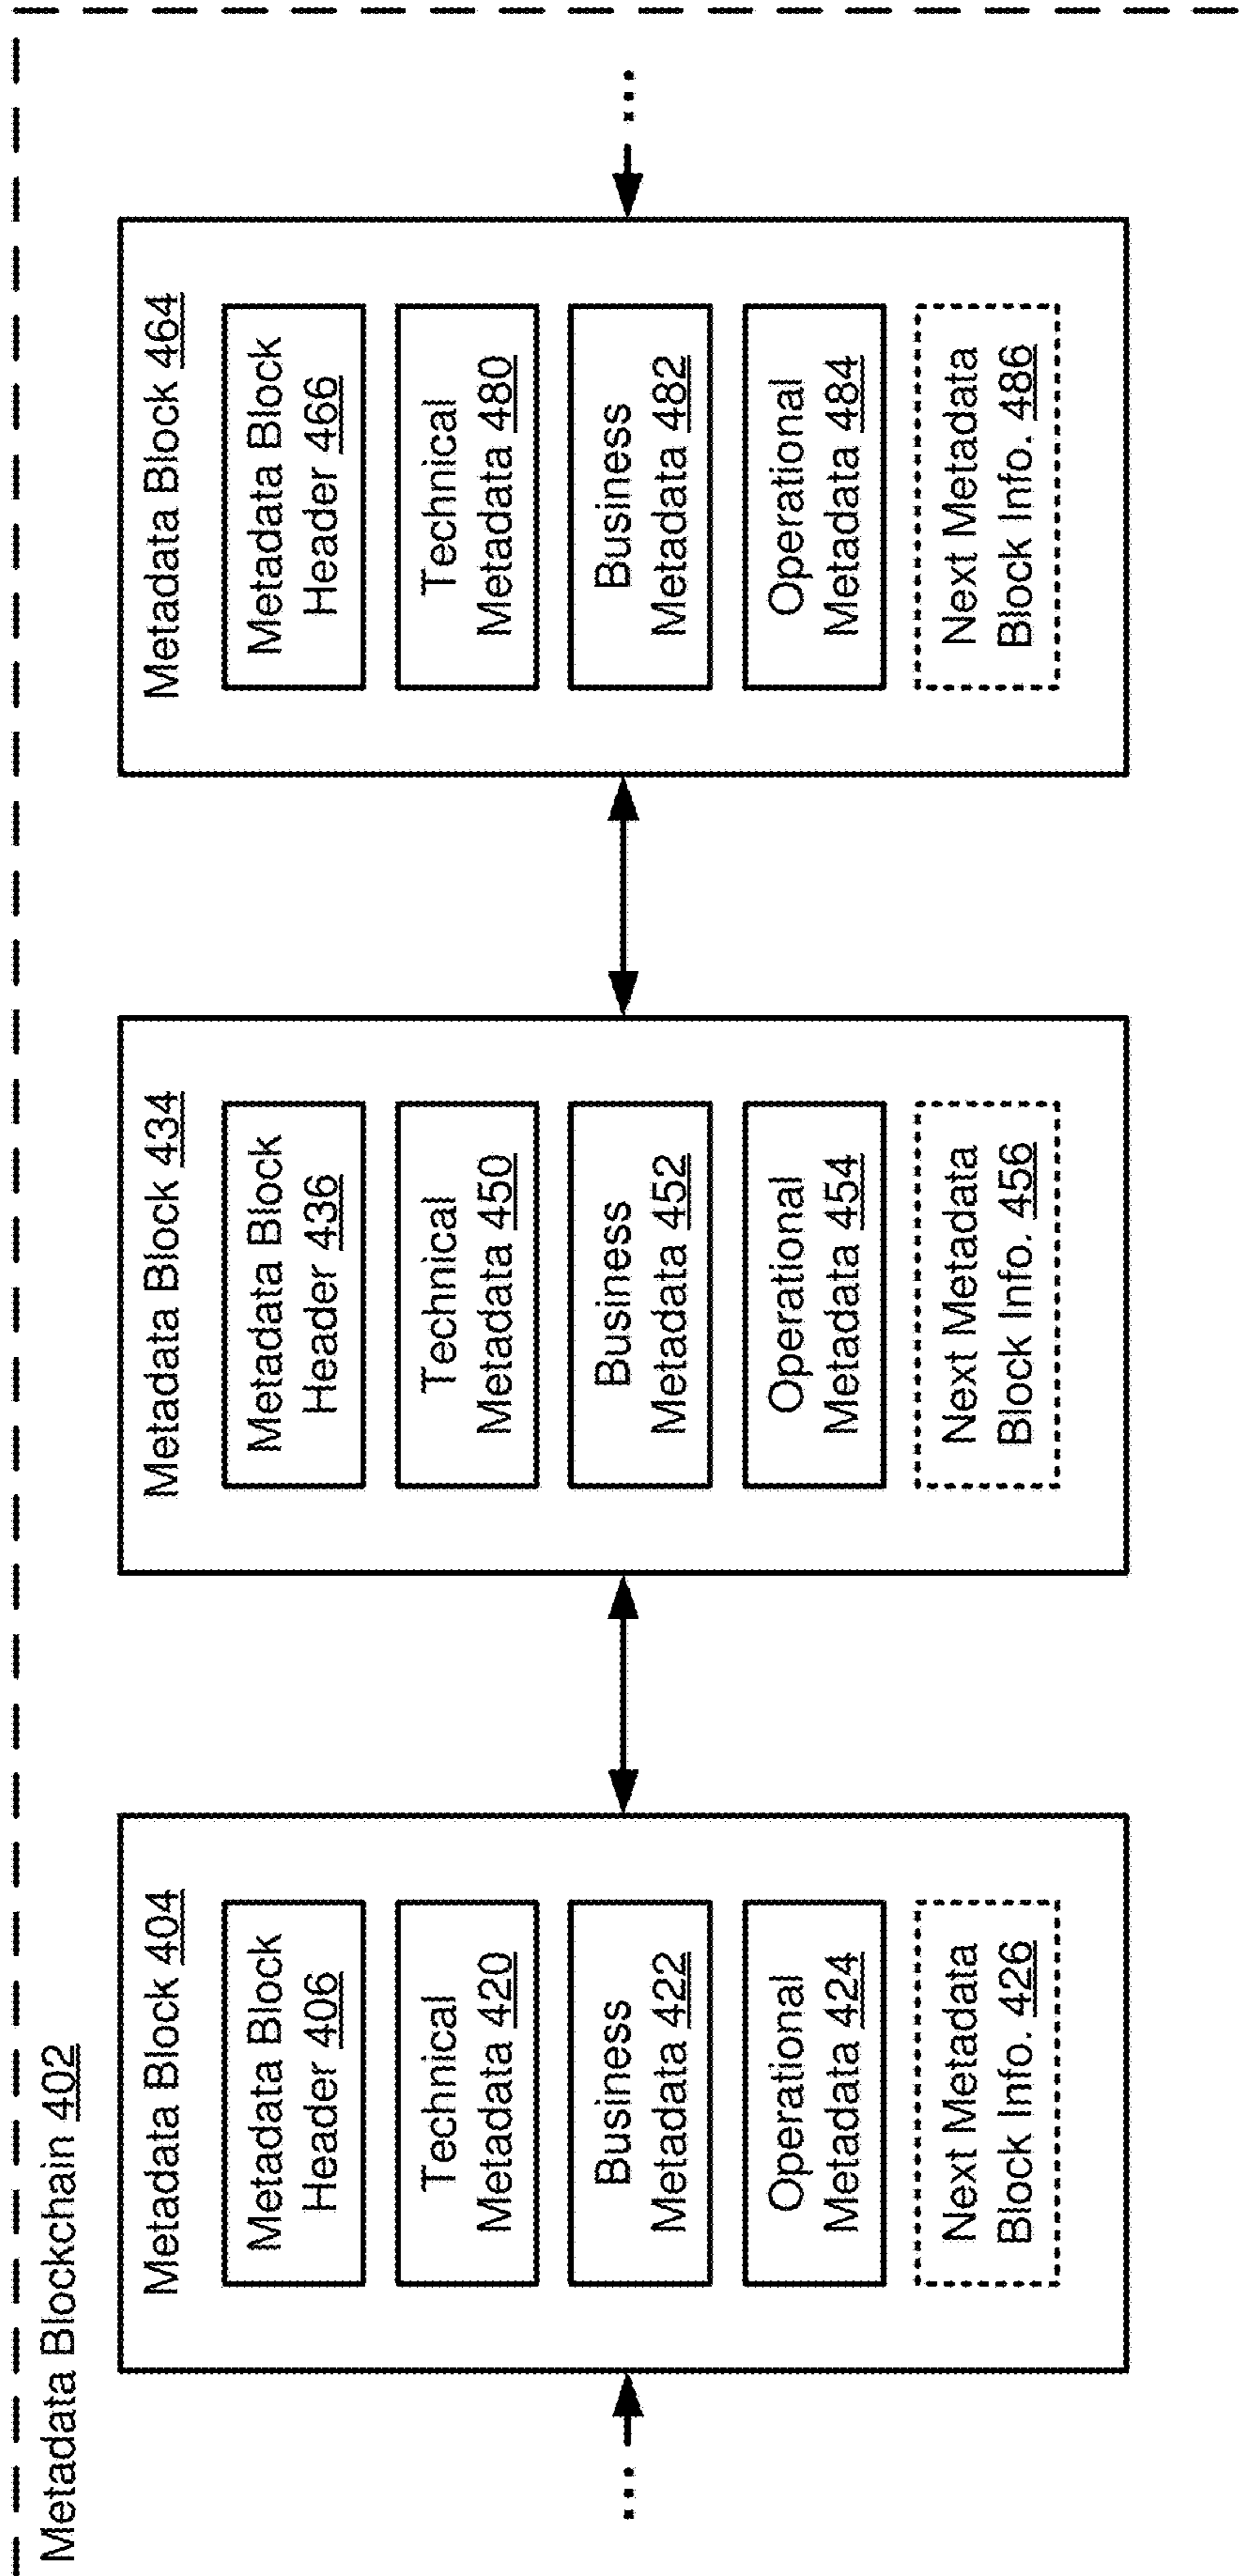 Metadata Blockchain 402
Metadata Block 404
Metadata Block
Header 406
Technical
Metadata 420
Business
Metadata 422
Operational
Metadata 424
Next Metadata
Block Info. 426
Metadata Block 434
Metadata Block
Header 436
Technical
Metadata 450
Business
Metadata 452
Operational
Metadata 454
Next Metadata
Block Info. 456
Metadata Block 464
Metadata Block
Header 466
Technical
Metadata 480
Business
Metadata 482
Operational
Metadata 484
Next Metadata
Block Info. 486